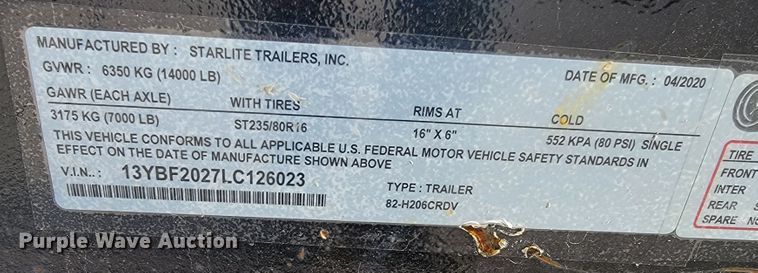 MANUFACTURED BY: STARLITE TRAILERS, INC.
GVWR: 6350 KG (14000 LB) DATE OF MFG.: 04/2020
GAWR (EACH AXLE) WITH TIRES RIMS AT COLD
3175 KG (7000 LB) ST235/80R16 16" X 6" 552 KPA (80 PSI) SINGLE
THIS VEHICLE CONFORMS TO ALL APPLICABLE U.S. FEDERAL MOTOR VEHICLE SAFETY STANDARDS IN
EFFECT ON THE DATE OF MANUFACTURE SHOWN ABOVE
V.I.N.: 13YBF2027LC126023
TYPE: TRAILER
82-H206CRDV
TIRE
FRONT
INTER
REAR
SPARE
Purple Wave Auction